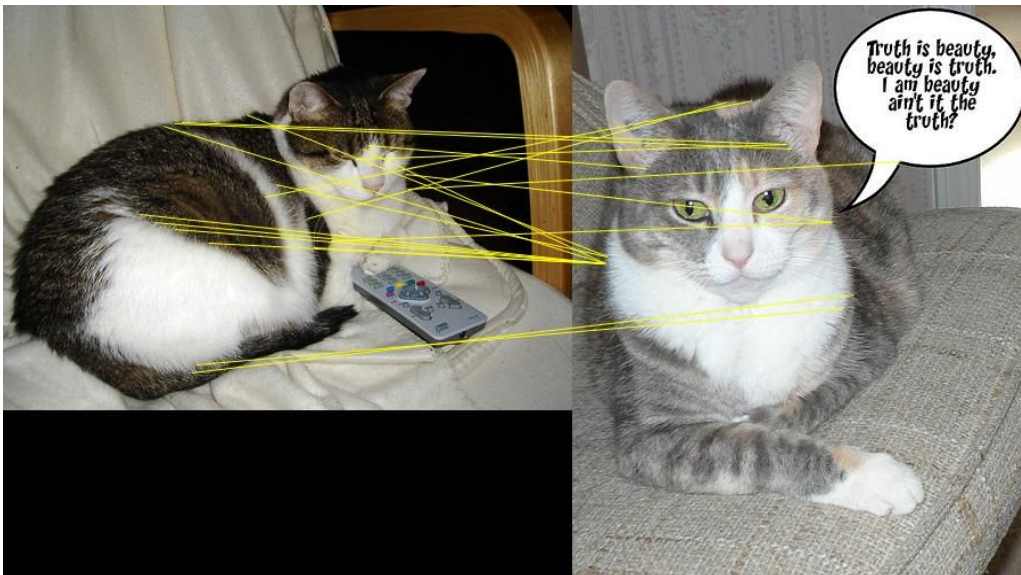 Truth is beauty,
beauty is truth.
I am beauty
ain't it the
truth?